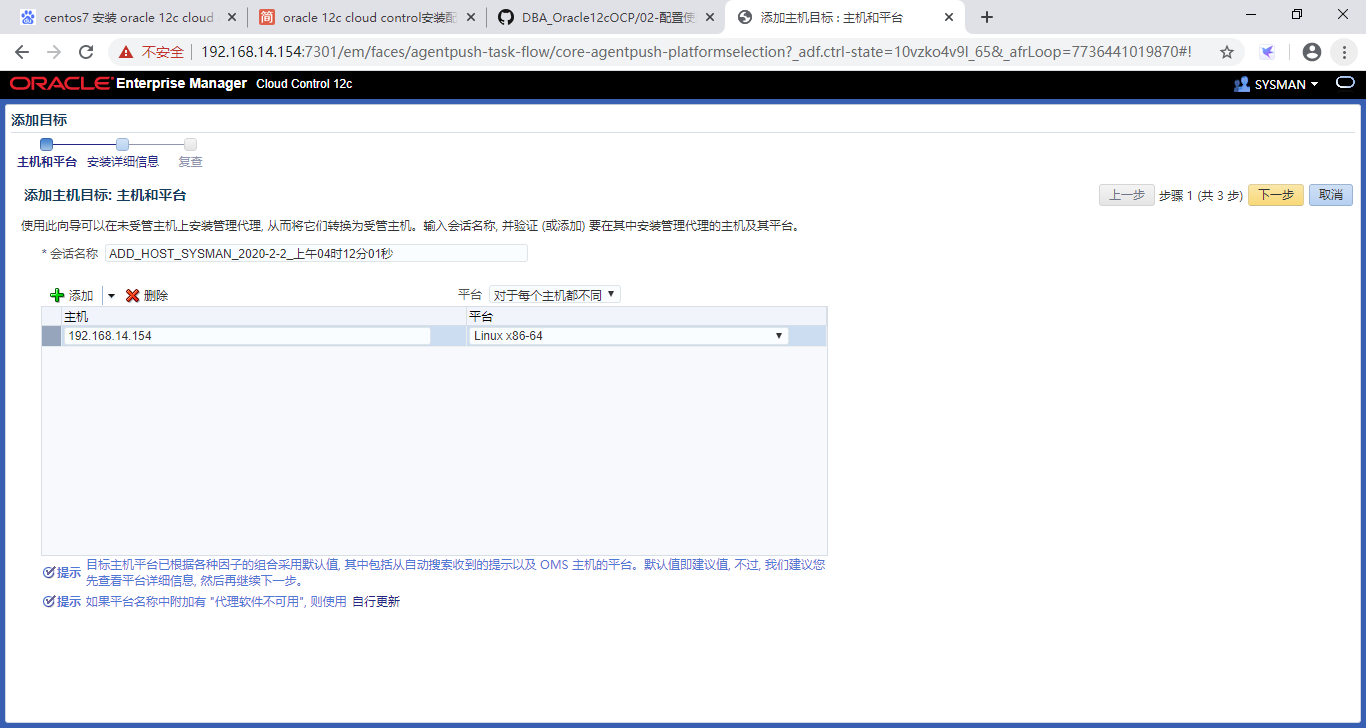 centos7 安装 oracle 12c cloud
oracle 12c cloud control安装配
DBA_Oracle12cOCP/02-配置使
添加主机目标 : 主机和平台
不安全
192.168.14.154:7301/em/faces/agentpush-task-flow/core-agentpush-platformselection?_adf.ctrl-state=10vzko4v9l_65&_afrLoop=7736441019870#!
ORACLE Enterprise Manager Cloud Control 12c
SYSMAN
添加目标
主机和平台 安装详细信息 复查
添加主机目标: 主机和平台
上一步 步骤 1 (共 3 步) 下一步 取消
使用此向导可以在未受管主机上安装管理代理, 从而将它们转换为受管主机。输入会话名称, 并验证 (或添加) 要在其中安装管理代理的主机及其平台。
* 会话名称 ADD_HOST_SYSMAN_2020-2-2_上午04时12分01秒
添加 删除 平台 对于每个主机都不同
主机 平台
192.168.14.154 Linux x86-64
提示 目标主机平台已根据各种因子的组合采用默认值, 其中包括从自动搜索收到的提示以及 OMS 主机的平台。默认值即建议值, 不过, 我们建议您
先查看平台详细信息, 然后再继续下一步。
提示 如果平台名称中附加有 "代理软件不可用", 则使用 自行更新